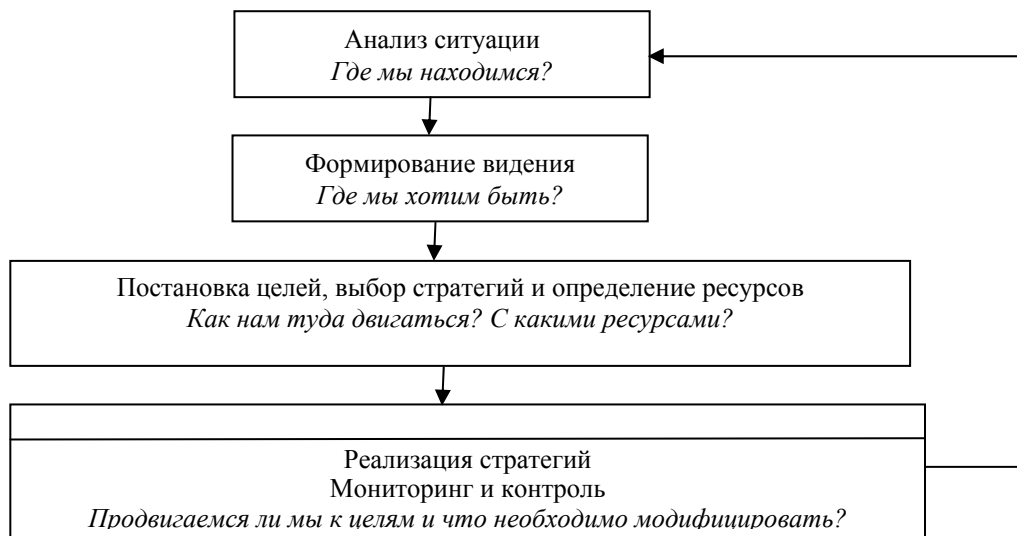 Анализ ситуации
Где мы находимся?
Формирование видения
Где мы хотим быть?
Постановка целей, выбор стратегий и определение ресурсов
Как нам туда двигаться? С какими ресурсами?
Реализация стратегий
Мониторинг и контроль
Продвигаемся ли мы к целям и что необходимо модифицировать?